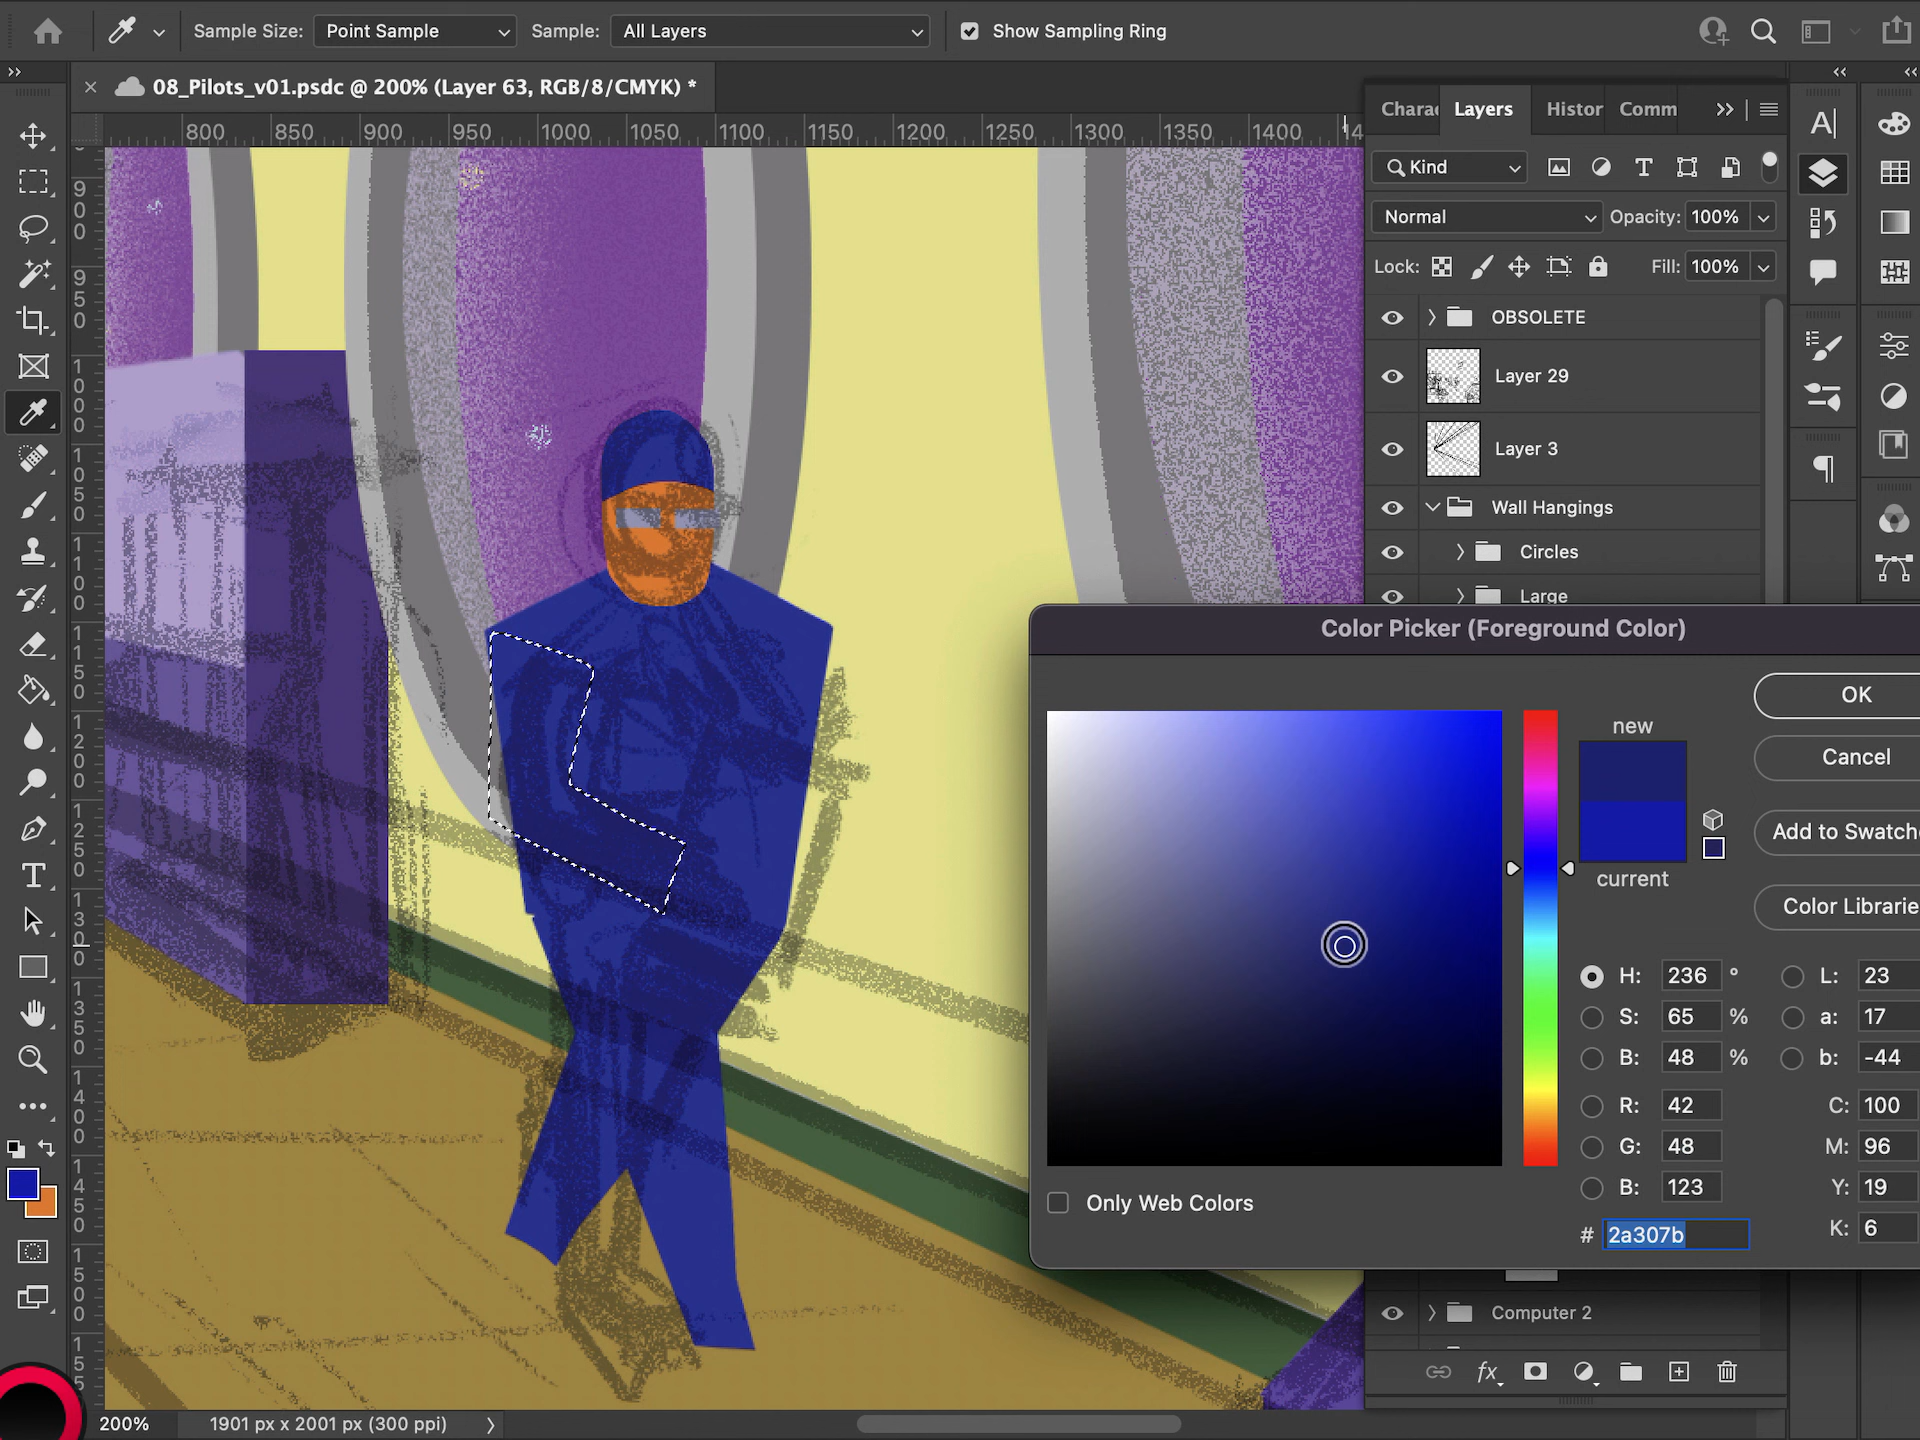 Sample Size: Point Sample Sample: All Layers Show Sampling Ring
08_Pilots_v01.psdc @ 200% (Layer 63, RGB/8/CMYK) *
800 850 900 950 1000 1050 1100 1150 1200 1250 1300 1350 1400
Layers
Kind
Normal Opacity: 100%
Lock: Fill: 100%
OBSOLETE
Layer 29
Layer 3
Wall Hangings
Circles
Large
Color Picker (Foreground Color)
OK
new
Cancel
Add to Swatche
current
Color Librarie
H: 236 ° L: 23
S: 65 % a: 17
B: 48 % b: -44
R: 42 C: 100
G: 48 M: 96
B: 123 Y: 19
Only Web Colors
# 2a307b K: 6
Computer 2
fx
200% 1901 px x 2001 px (300 ppi)